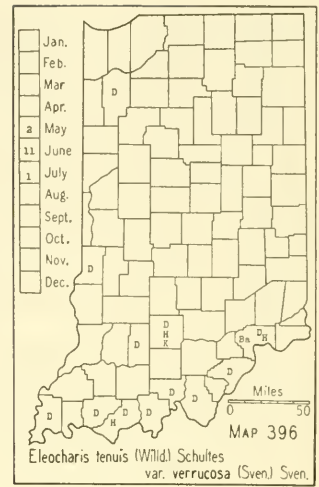 Jan.
Feb.
Mar
Apr.
2 May
11 June
1 July
Aug.
Sept.
Oct.
Nov.
Dec.
D
D
D
D
H
K
D
Ba
D
H
D
D
D
D
D
D
H
D
D
Miles
0 50
MAP 396
Eleocharis tenuis (Willd.) Schultes
var. verrucosa (Sven.) Sven.